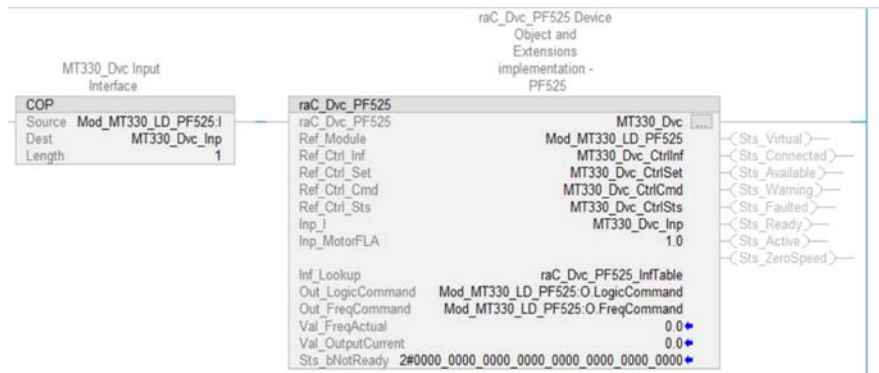 raC_Dvc_PF525 Device
Object and
Extensions
implementation -
PF525
MT330_Dvc Input
Interface
COP
Source Mod_MT330_LD_PF525:I
Dest MT330_Dvc_Inp
Length 1
raC_Dvc_PF525
raC_Dvc_PF525 MT330_Dvc ...
Ref_Module Mod_MT330_LD_PF525
Ref_Ctrl_Inf MT330_Dvc_CtrlInf
Ref_Ctrl_Set MT330_Dvc_CtrlSet
Ref_Ctrl_Cmd MT330_Dvc_CtrlCmd
Ref_Ctrl_Sts MT330_Dvc_CtrlSts
Inp_I MT330_Dvc_Inp
Inp_MotorFLA 1.0
Inf_Lookup raC_Dvc_PF525_InfTable
Out_LogicCommand Mod_MT330_LD_PF525:O.LogicCommand
Out_FreqCommand Mod_MT330_LD_PF525:O.FreqCommand
Val_FreqActual 0.0
Val_OutputCurrent 0.0
Sts_bNotReady 2#0000_0000_0000_0000_0000_0000_0000_0000
Sts_Virtual
Sts_Connected
Sts_Available
Sts_Warning
Sts_Faulted
Sts_Ready
Sts_Active
Sts_ZeroSpeed